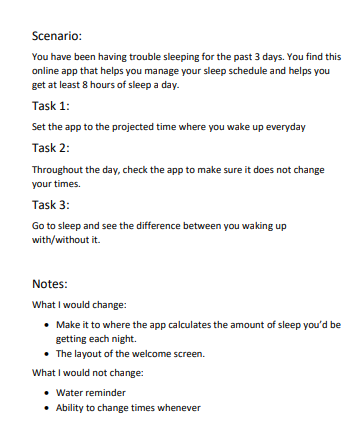 Scenario:
You have been having trouble sleeping for the past 3 days. You find this
online app that helps you manage your sleep schedule and helps you
get at least 8 hours of sleep a day.
Task 1:
Set the app to the projected time where you wake up everyday
Task 2:
Throughout the day, check the app to make sure it does not change
your times.
Task 3:
Go to sleep and see the difference between you waking up
with/without it.
Notes:
What I would change:
• Make it to where the app calculates the amount of sleep you'd be
getting each night.
• The layout of the welcome screen.
What I would not change:
• Water reminder
• Ability to change times whenever